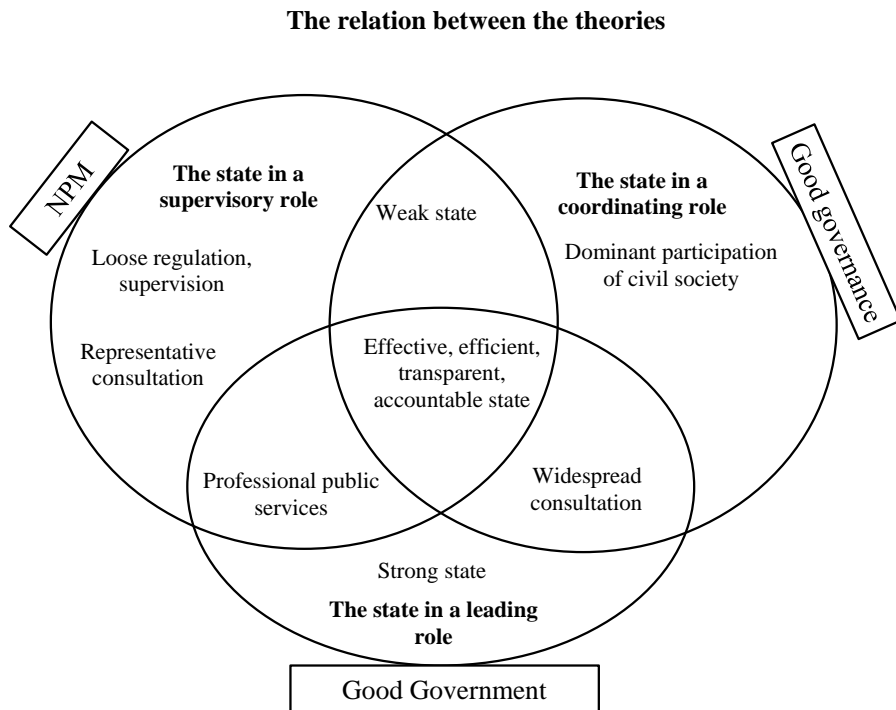 The relation between the theories
NPM
Good governance
The state in a
supervisory role
Weak state
The state in a
coordinating role
Loose regulation,
supervision
Dominant participation
of civil society
Representative
consultation
Effective, efficient,
transparent,
accountable state
Professional public
services
Widespread
consultation
Strong state
The state in a leading
role
Good Government